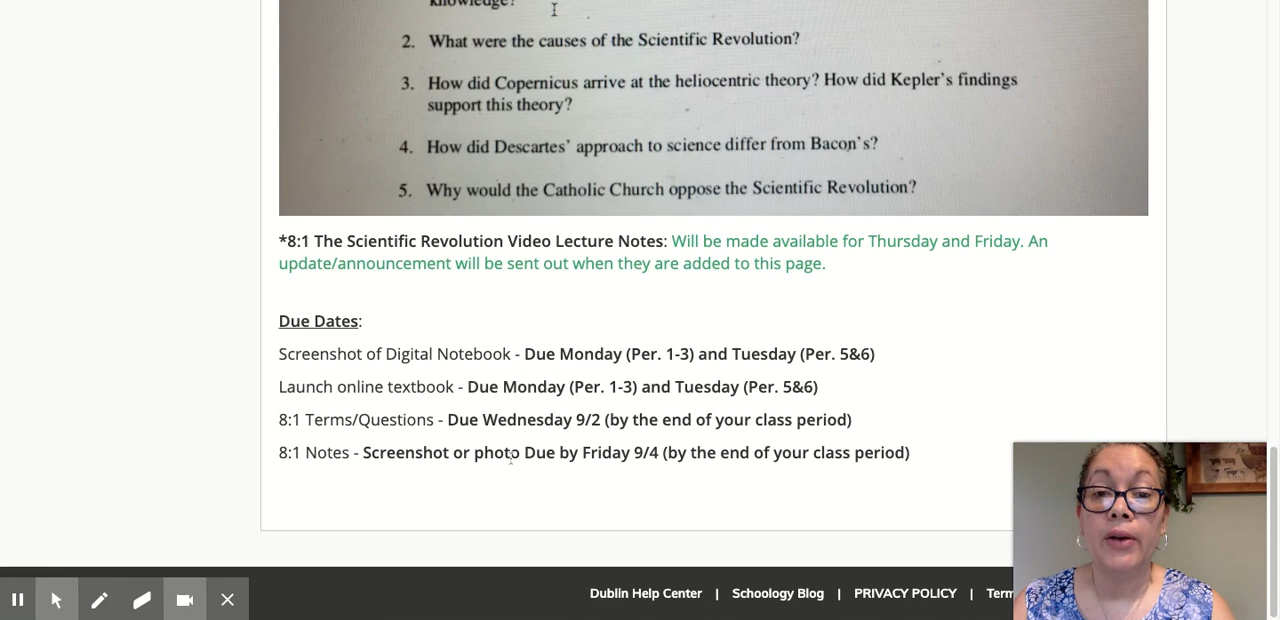 knowledge?
2. What were the causes of the Scientific Revolution?
3. How did Copernicus arrive at the heliocentric theory? How did Kepler's findings
support this theory?
4. How did Descartes' approach to science differ from Bacon's?
5. Why would the Catholic Church oppose the Scientific Revolution?
*8:1 The Scientific Revolution Video Lecture Notes: Will be made available for Thursday and Friday. An
update/announcement will be sent out when they are added to this page.
Due Dates:
Screenshot of Digital Notebook - Due Monday (Per. 1-3) and Tuesday (Per. 5&6)
Launch online textbook - Due Monday (Per. 1-3) and Tuesday (Per. 5&6)
8:1 Terms/Questions - Due Wednesday 9/2 (by the end of your class period)
8:1 Notes - Screenshot or photo Due by Friday 9/4 (by the end of your class period)
Dublin Help Center | Schoology Blog | PRIVACY POLICY | Term